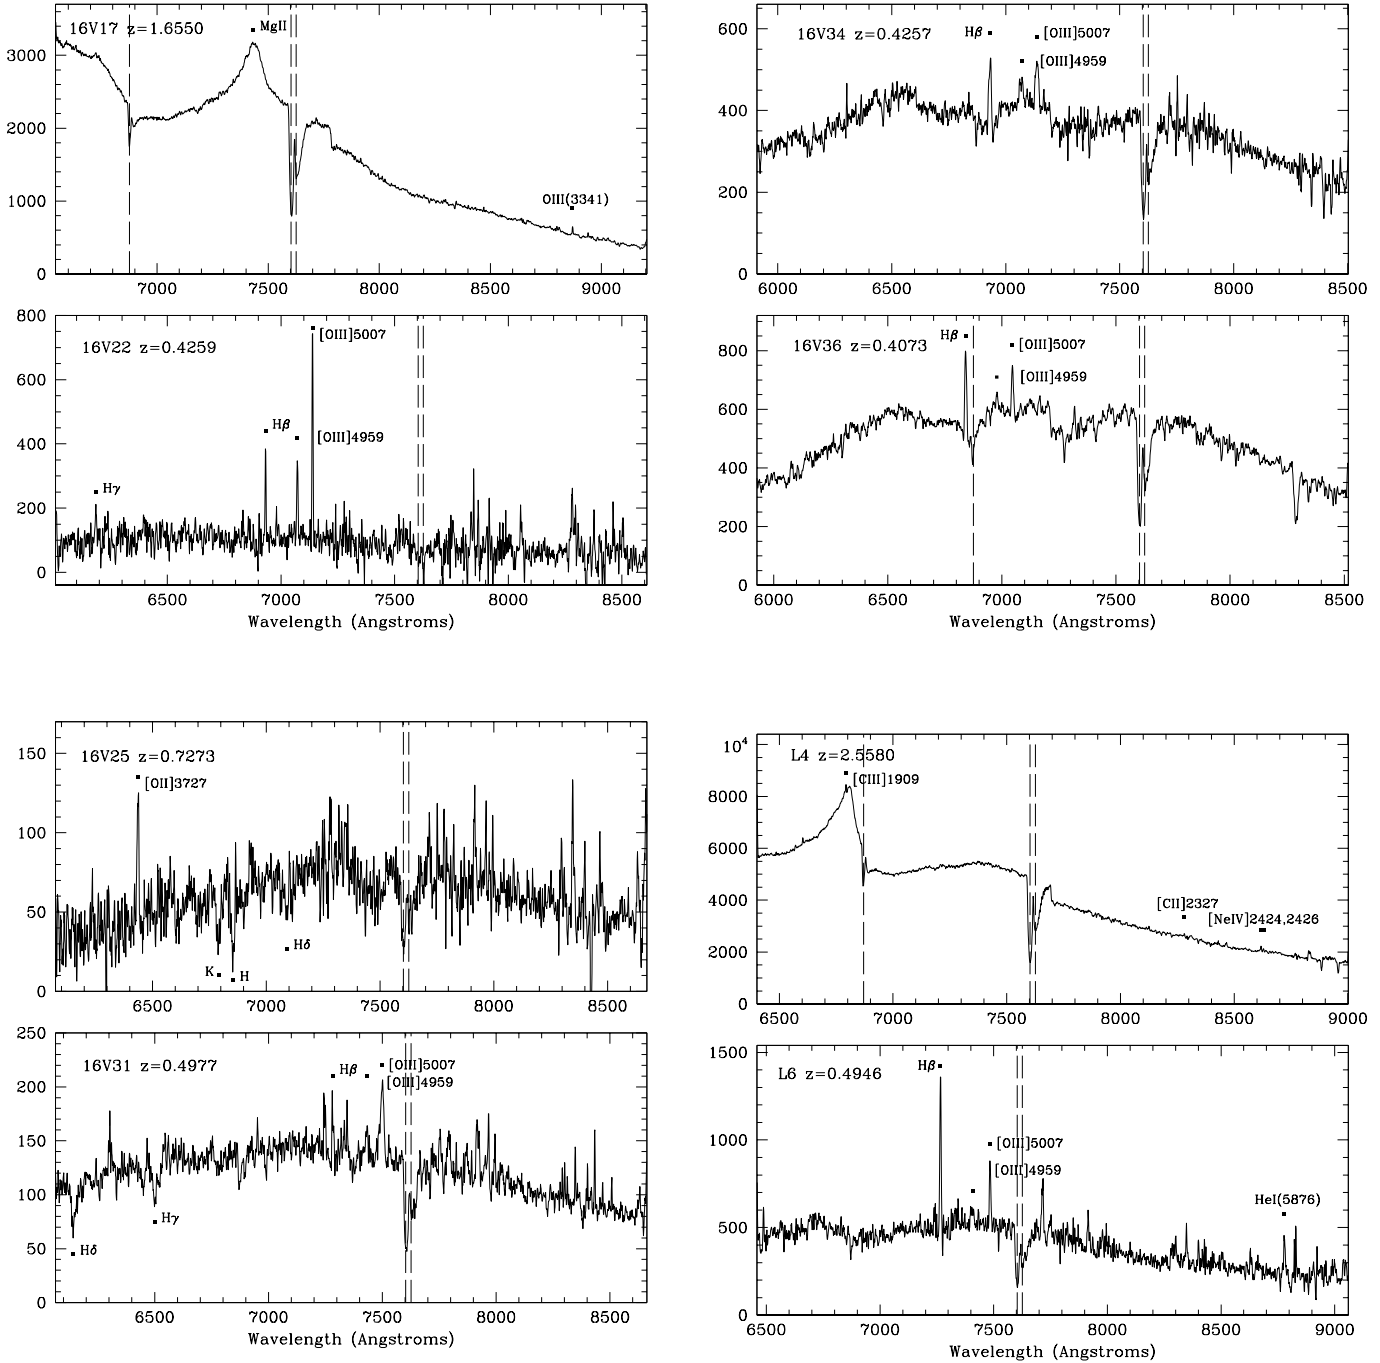 16V17 z=1.6550
MgII
OIII(3341)
3000
2000
1000
0
7000 7500 8000 8500 9000
16V34 z=0.4257
Hβ
[OIII]5007
[OIII]4959
600
400
200
0
6000 6500 7000 7500 8000 8500
16V22 z=0.4259
[OIII]5007
Hβ
[OIII]4959
Hγ
800
600
400
200
0
6500 7000 7500 8000 8500
Wavelength (Angstroms)
16V36 z=0.4073
Hβ
[OIII]5007
[OIII]4959
800
600
400
200
0
6000 6500 7000 7500 8000 8500
Wavelength (Angstroms)
16V25 z=0.7273
[OII]3727
K
H
Hδ
150
100
50
0
6500 7000 7500 8000 8500
L4 z=2.5580
[CIII]1909
[CII]2327
[NeIV]2424,2426
10⁴
8000
6000
4000
2000
0
6500 7000 7500 8000 8500 9000
16V31 z=0.4977
Hβ
[OIII]5007
[OIII]4959
Hγ
Hδ
250
200
150
100
50
0
6500 7000 7500 8000 8500
Wavelength (Angstroms)
L6 z=0.4946
Hβ
[OIII]5007
[OIII]4959
HeI(5876)
1500
1000
500
0
6500 7000 7500 8000 8500 9000
Wavelength (Angstroms)